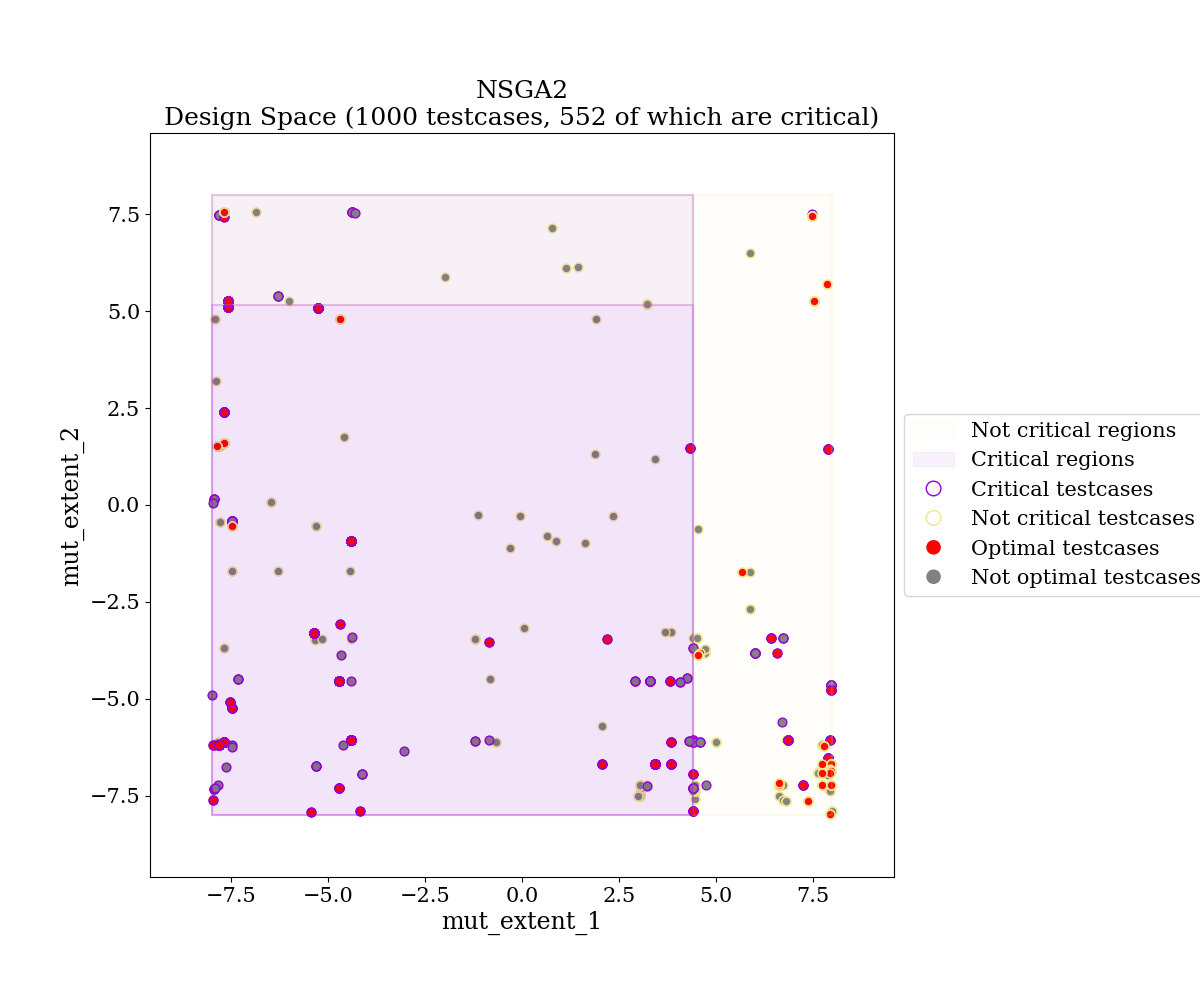 NSGA2
Design Space (1000 testcases, 552 of which are critical)
7.5
5.0
2.5
0.0
−2.5
−5.0
−7.5
mut_extent_2
−7.5
−5.0
−2.5
0.0
2.5
5.0
7.5
mut_extent_1
Not critical regions
Critical regions
Critical testcases
Not critical testcases
Optimal testcases
Not optimal testcases